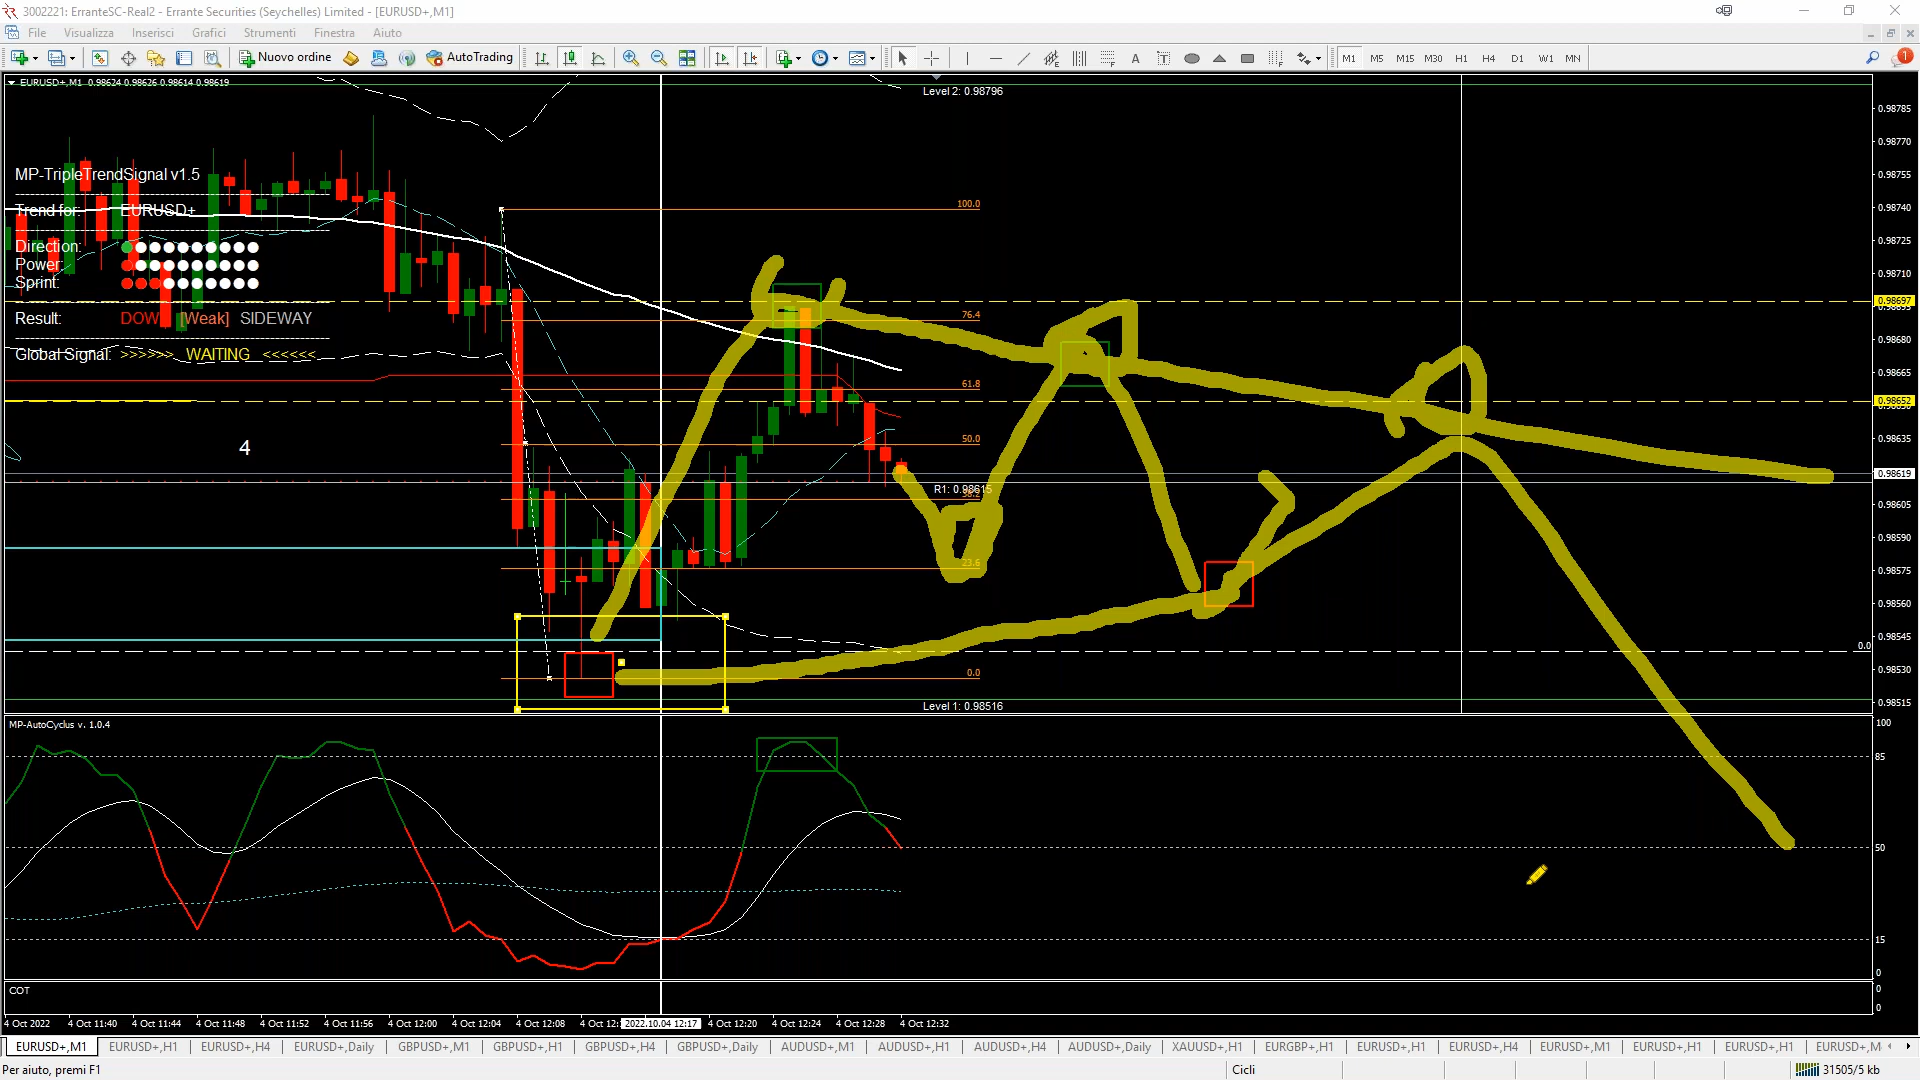 3002221: ErranteSC-Real2 - Errante Securities (Seychelles) Limited - [EURUSD+,M1]
File Visualizza Inserisci Grafici Strumenti Finestra Aiuto
Nuovo ordine AutoTrading A T M1 M5 M15 M30 H1 H4 D1 W1 MN 1
EURUSD+,M1 0.98624 0.98626 0.98614 0.98619
Level 2: 0.98796
0.98785
0.98770
MP-TripleTrendSignal v1.5
0.98755
Trend for: EURUSD+
100.0
0.98740
0.98725
Direction:
Power:
0.98710
Sprint:
0.98697
Result: DOW [Weak] SIDEWAY
76.4
0.98680
Global Signal: >>>>>> WAITING <<<<<<
0.98665
61.8
0.98652
50.0
0.98635
4
0.98619
R1: 0.98615
0.98605
0.98590
23.6
0.98575
0.98560
0.98545
0.0
0.0
0.98530
Level 1: 0.98516
0.98515
MP-AutoCyclus v. 1.0.4
100
85
50
15
0
COT
0
0
4 Oct 2022 4 Oct 11:40 4 Oct 11:44 4 Oct 11:48 4 Oct 11:52 4 Oct 11:56 4 Oct 12:00 4 Oct 12:04 4 Oct 12:08 4 Oct 12: 2022.10.04 12:17 4 Oct 12:20 4 Oct 12:24 4 Oct 12:28 4 Oct 12:32
EURUSD+,M1 EURUSD+,H1 EURUSD+,H4 EURUSD+,Daily GBPUSD+,M1 GBPUSD+,H1 GBPUSD+,H4 GBPUSD+,Daily AUDUSD+,M1 AUDUSD+,H1 AUDUSD+,H4 AUDUSD+,Daily XAUUSD+,H1 EURGBP+,H1 EURUSD+,H1 EURUSD+,H4 EURUSD+,M1 EURUSD+,H1 EURUSD+,H1 EURUSD+,M
Per aiuto, premi F1 Cicli 31505/5 kb